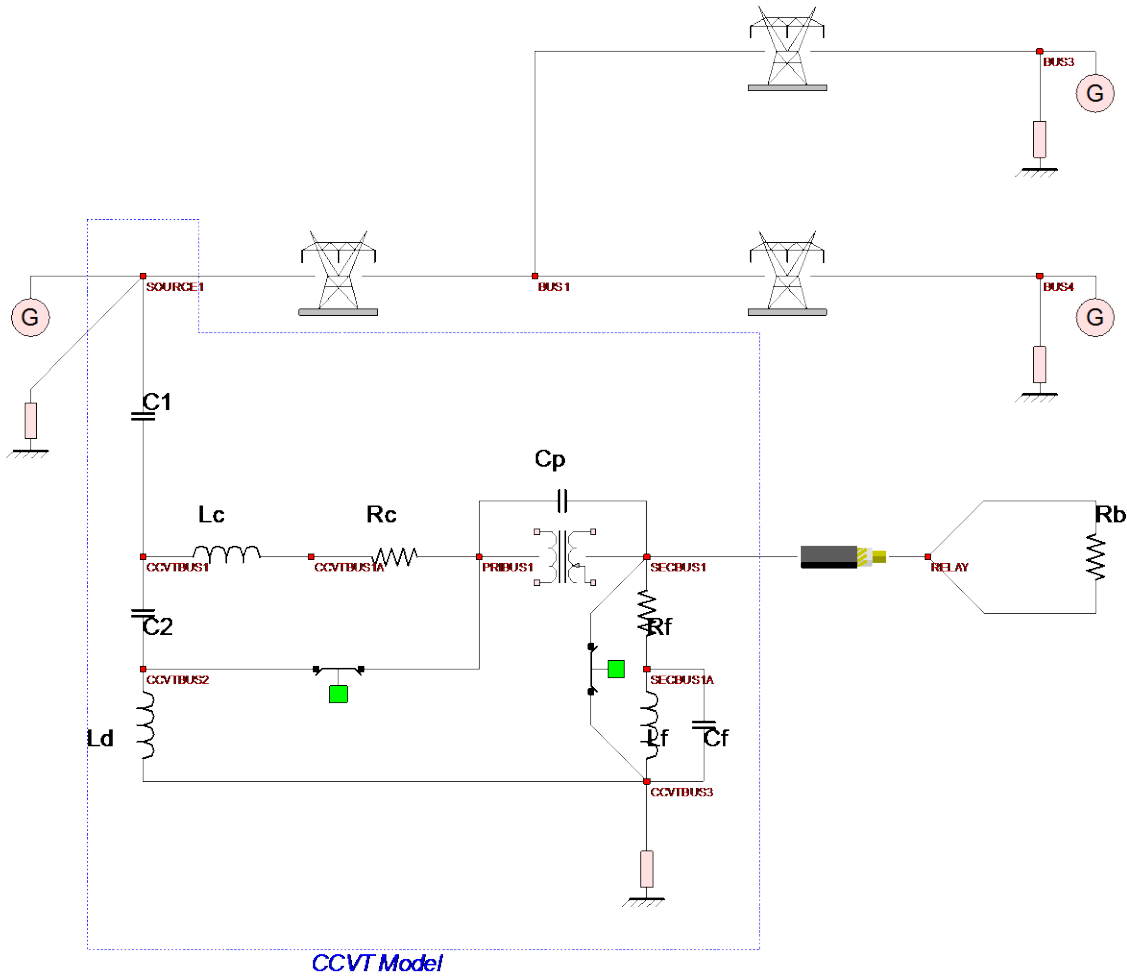 BUS3
G
SOURCE1
BUS1
BUS4
G
G
C1
Cp
Lc
Rc
Rb
CCVTBUS1
CCVTBUS1A
PRIBUS1
SECBUS1
RELAY
C2
Rf
CCVTBUS2
SECBUS1A
Ld
Lf
Cf
CCVTBUS3
CCVT Model